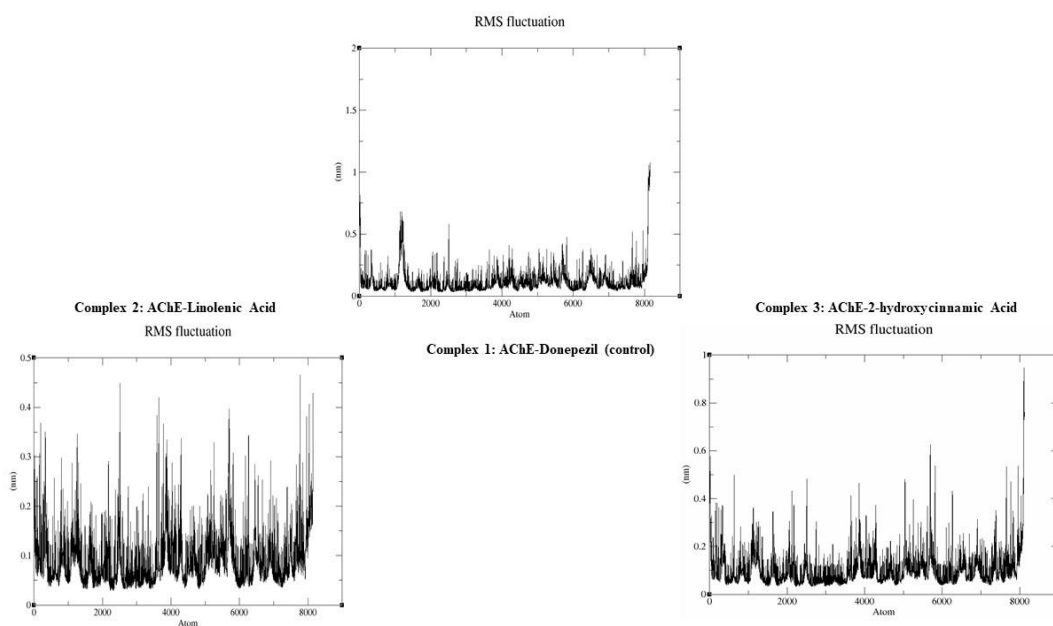 RMS fluctuation
2
1.5
1
0.5
0
(nm)
0 2000 4000 6000 8000
Atom
Complex 1: AChE-Donepezil (control)
Complex 2: AChE-Linolenic Acid
RMS fluctuation
0.5
0.4
0.3
0.2
0.1
0
(nm)
0 2000 4000 6000 8000
Atom
Complex 3: AChE-2-hydroxycinnamic Acid
RMS fluctuation
1
0.8
0.6
0.4
0.2
0
(nm)
0 2000 4000 6000 8000
Atom